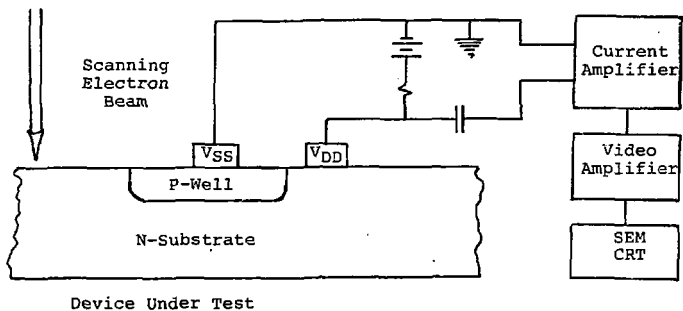 Scanning
Electron
Beam
Current
Amplifier
VSS
VDD
Video
Amplifier
P-Well
N-Substrate
SEM
CRT
Device Under Test